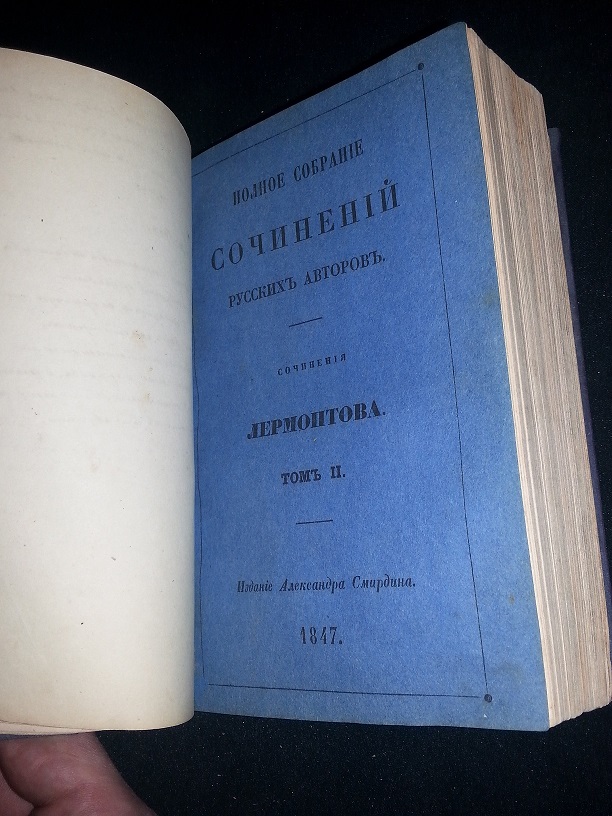 ПОЛНОЕ СОБРАНІЕ
СОЧИНЕНІЙ
РУССКИХЪ АВТОРОВЪ.
СОЧИНЕНІЯ
ЛЕРМОНТОВА.
ТОМЪ II.
Изданіе Александра Смирдина.
1847.